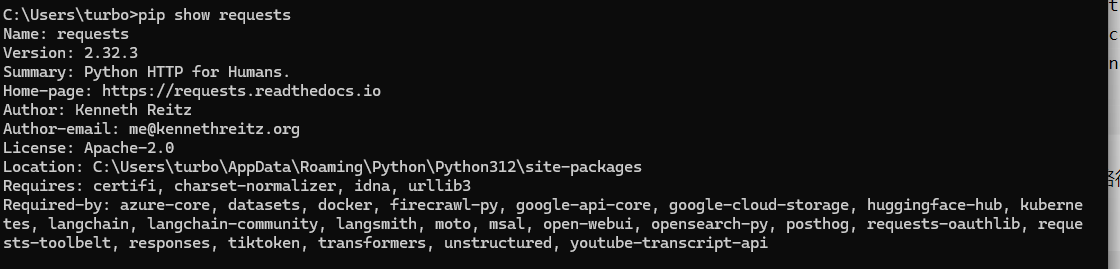 C:\Users\turbo>pip show requests
Name: requests
Version: 2.32.3
Summary: Python HTTP for Humans.
Home-page: https://requests.readthedocs.io
Author: Kenneth Reitz
Author-email: me@kennethreitz.org
License: Apache-2.0
Location: C:\Users\turbo\AppData\Roaming\Python\Python312\site-packages
Requires: certifi, charset-normalizer, idna, urllib3
Required-by: azure-core, datasets, docker, firecrawl-py, google-api-core, google-cloud-storage, huggingface-hub, kuberne
tes, langchain, langchain-community, langsmith, moto, msal, open-webui, opensearch-py, posthog, requests-oauthlib, reque
sts-toolbelt, responses, tiktoken, transformers, unstructured, youtube-transcript-api